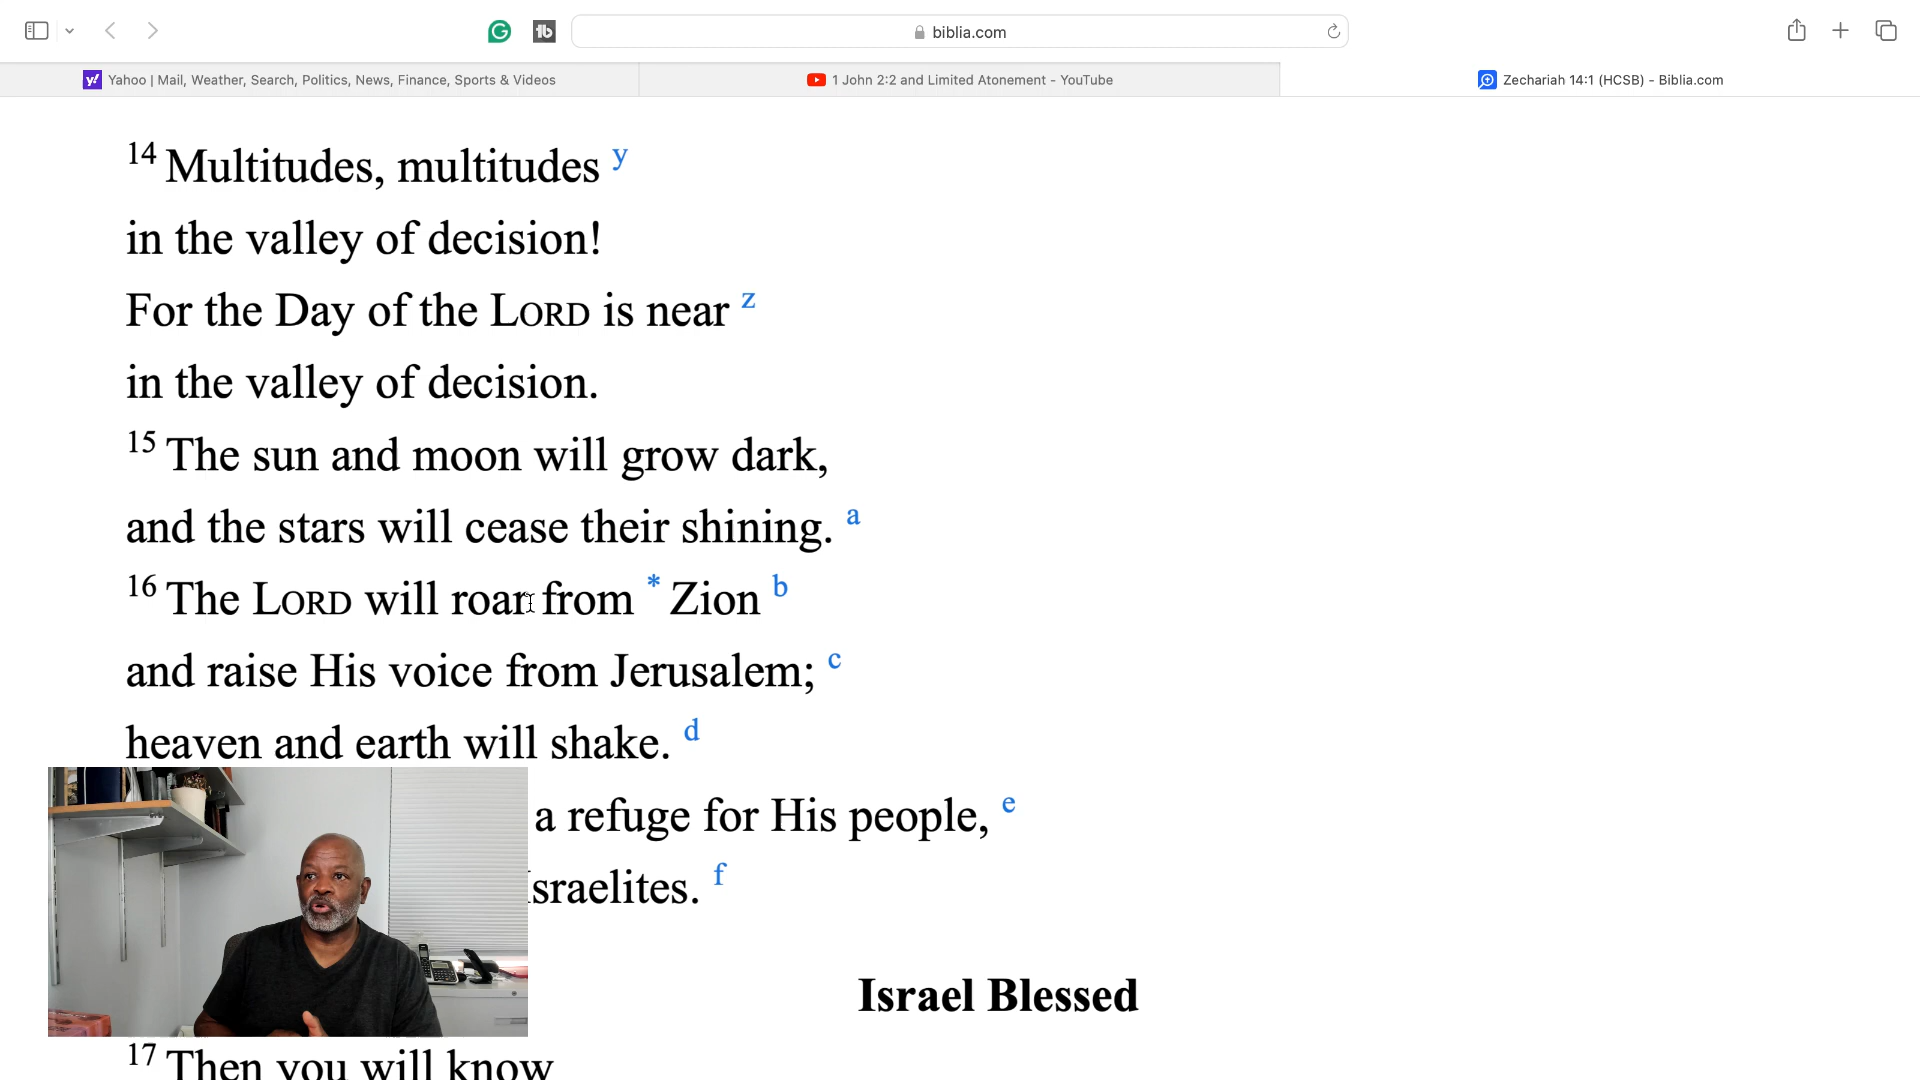 biblia.com
Yahoo | Mail, Weather, Search, Politics, News, Finance, Sports & Videos
1 John 2:2 and Limited Atonement - YouTube
Zechariah 14:1 (HCSB) - Biblia.com
14 Multitudes, multitudes y
in the valley of decision!
For the Day of the LORD is near z
in the valley of decision.
15 The sun and moon will grow dark,
and the stars will cease their shining. a
16 The LORD will roar from * Zion b
and raise His voice from Jerusalem; c
heaven and earth will shake. d
a refuge for His people, e
Israelites. f
Israel Blessed
17 Then you will know